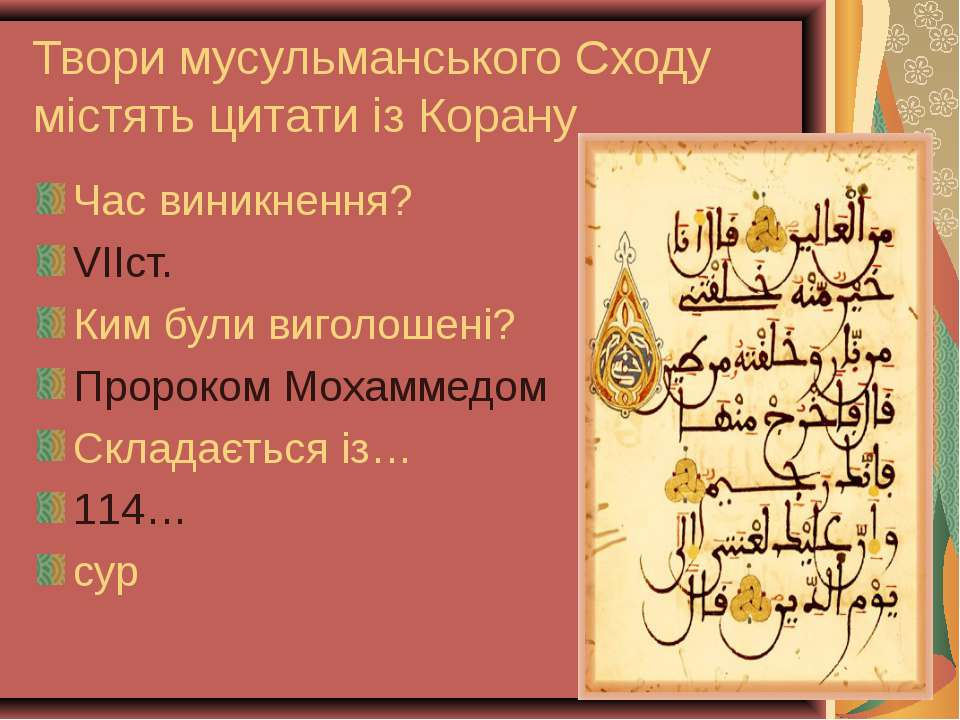 Твори мусульманського Сходу
містять цитати із Корану
Час виникнення?
VIIст.
Ким були виголошені?
Пророком Мохаммедом
Складається із…
114…
сур
من العالين قال أنا
خير منه خلقتني
من نار وخلقته من طين
قال فاخرج منها
فإنك رجيم
وإن عليك لعنتي إلى
يوم الدين قال